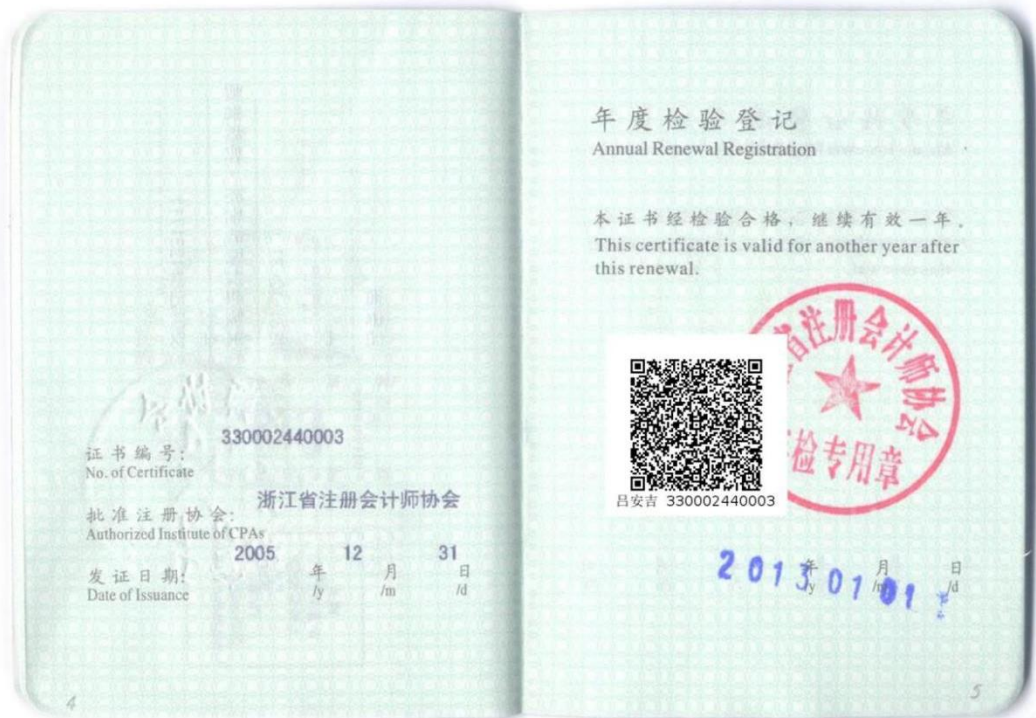 证书编号:
No. of Certificate
330002440003
批准注册协会:
Authorized Institute of CPAs
浙江省注册会计师协会
发证日期:
Date of Issuance
2005 年 12 月 31 日
/y /m /d
4
年度检验登记
Annual Renewal Registration
本证书经检验合格，继续有效一年。
This certificate is valid for another year after
this renewal.
省注册会计师协会
检专用章
吕安吉 330002440003
2013 01 01
年 月 日
/y /m /d
5